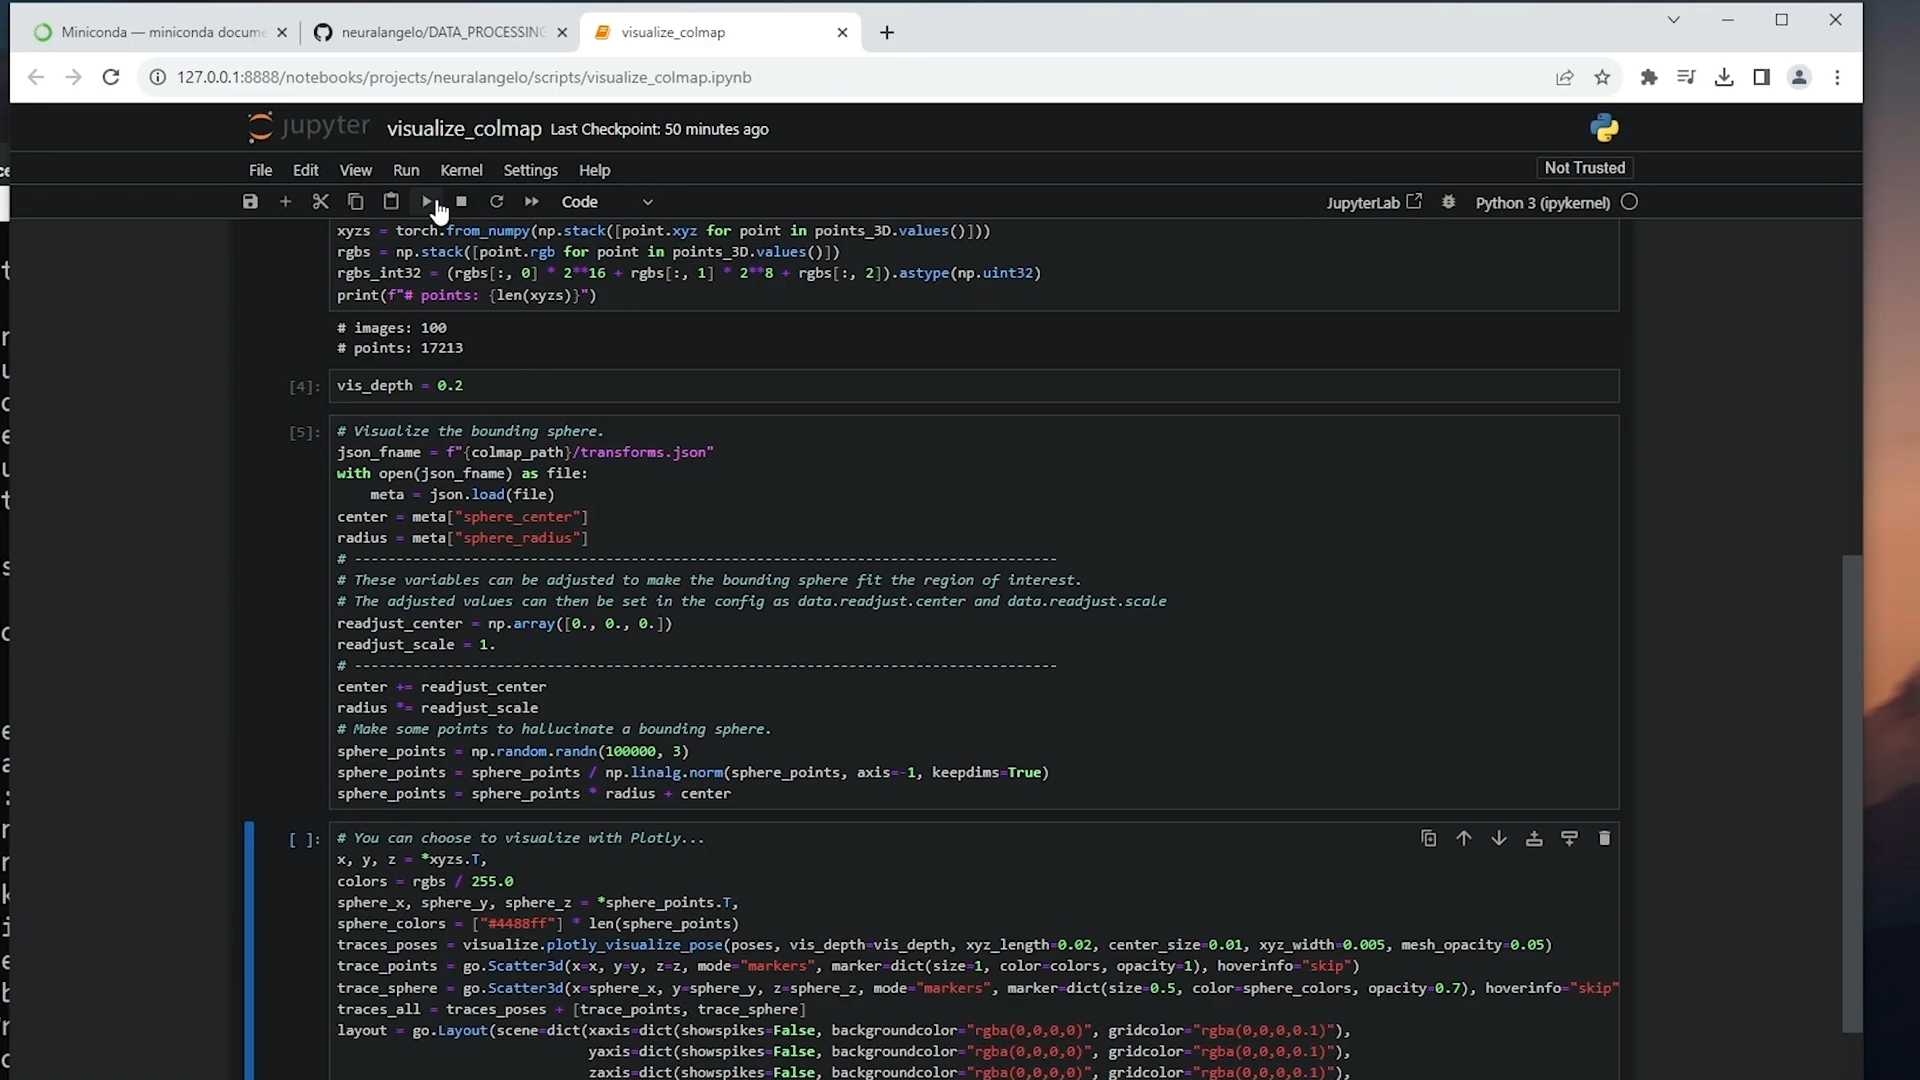 Miniconda — miniconda docume
neuralangelo/DATA_PROCESSING
visualize_colmap
127.0.0.1:8888/notebooks/projects/neuralangelo/scripts/visualize_colmap.ipynb
jupyter visualize_colmap Last Checkpoint: 50 minutes ago
File Edit View Run Kernel Settings Help
Not Trusted
Code
JupyterLab
Python 3 (ipykernel)
xyzs = torch.from_numpy(np.stack([point.xyz for point in points_3D.values()]))
rgbs = np.stack([point.rgb for point in points_3D.values()])
rgbs_int32 = (rgbs[:, 0] * 2**16 + rgbs[:, 1] * 2**8 + rgbs[:, 2]).astype(np.uint32)
print(f"# points: {len(xyzs)}")
# images: 100
# points: 17213
[4]: vis_depth = 0.2
[5]: # Visualize the bounding sphere.
json_fname = f"{colmap_path}/transforms.json"
with open(json_fname) as file:
    meta = json.load(file)
center = meta["sphere_center"]
radius = meta["sphere_radius"]
# ------------------------------------------------------------------------------------
# These variables can be adjusted to make the bounding sphere fit the region of interest.
# The adjusted values can then be set in the config as data.readjust.center and data.readjust.scale
readjust_center = np.array([0., 0., 0.])
readjust_scale = 1.
# ------------------------------------------------------------------------------------
center += readjust_center
radius *= readjust_scale
# Make some points to hallucinate a bounding sphere.
sphere_points = np.random.randn(100000, 3)
sphere_points = sphere_points / np.linalg.norm(sphere_points, axis=-1, keepdims=True)
sphere_points = sphere_points * radius + center
[ ]: # You can choose to visualize with Plotly...
x, y, z = *xyzs.T,
colors = rgbs / 255.0
sphere_x, sphere_y, sphere_z = *sphere_points.T,
sphere_colors = ["#4488ff"] * len(sphere_points)
traces_poses = visualize.plotly_visualize_pose(poses, vis_depth=vis_depth, xyz_length=0.02, center_size=0.01, xyz_width=0.005, mesh_opacity=0.05)
trace_points = go.Scatter3d(x=x, y=y, z=z, mode="markers", marker=dict(size=1, color=colors, opacity=1), hoverinfo="skip")
trace_sphere = go.Scatter3d(x=sphere_x, y=sphere_y, z=sphere_z, mode="markers", marker=dict(size=0.5, color=sphere_colors, opacity=0.7), hoverinfo="skip"
traces_all = traces_poses + [trace_points, trace_sphere]
layout = go.Layout(scene=dict(xaxis=dict(showspikes=False, backgroundcolor="rgba(0,0,0,0)", gridcolor="rgba(0,0,0,0.1)"),
yaxis=dict(showspikes=False, backgroundcolor="rgba(0,0,0,0)", gridcolor="rgba(0,0,0,0.1)"),
zaxis=dict(showspikes=False, backgroundcolor="rgba(0,0,0,0)", gridcolor="rgba(0,0,0,0.1)"),